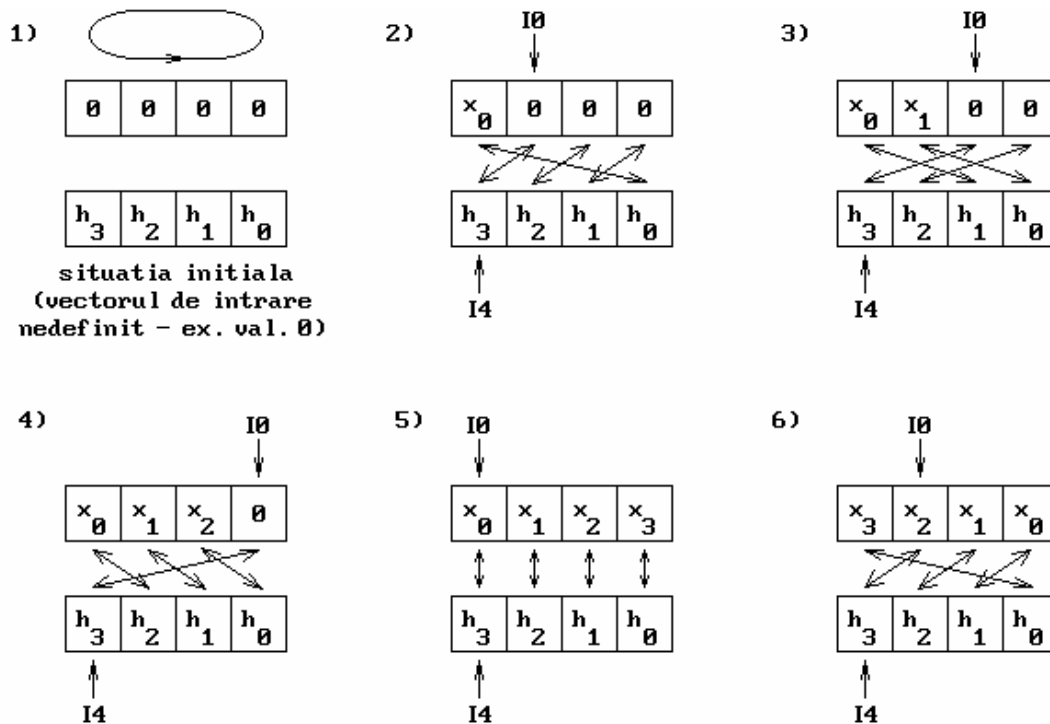 1)
0 0 0 0
h3 h2 h1 h0
situatia initiala
(vectorul de intrare
nedefinit - ex. val. 0)
2)
I0
x0 0 0 0
h3 h2 h1 h0
I4
3)
I0
x0 x1 0 0
h3 h2 h1 h0
I4
4)
I0
x0 x1 x2 0
h3 h2 h1 h0
I4
5)
I0
x0 x1 x2 x3
h3 h2 h1 h0
I4
6)
I0
x3 x2 x1 x0
h3 h2 h1 h0
I4